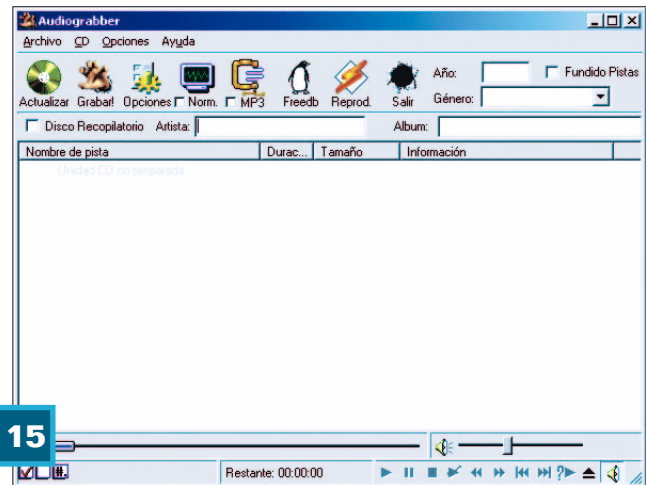 Audiograbber
Archivo CD Opciones Ayuda
Actualizar Grabar! Opciones Norm. MP3 Freedb Reprod. Salir
Año: Fundido Pistas
Género:
Disco Recopilatorio Artista: Album:
Nombre de pista Durac... Tamaño Información
Unidad CD no preparada
15
#.
Restante: 00:00:00